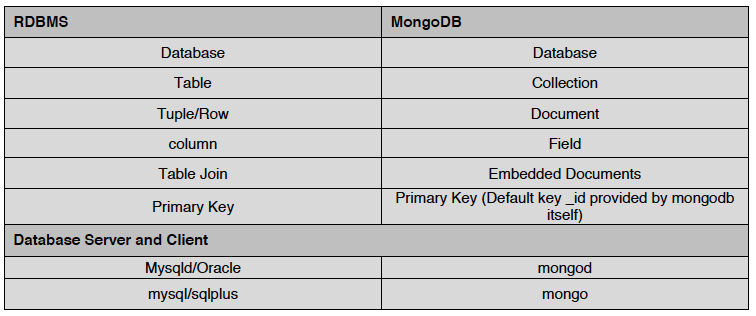 RDBMS MongoDB
Database Database
Table Collection
Tuple/Row Document
column Field
Table Join Embedded Documents
Primary Key Primary Key (Default key _id provided by mongodb
itself)
Database Server and Client
Mysqld/Oracle mongod
mysql/sqlplus mongo